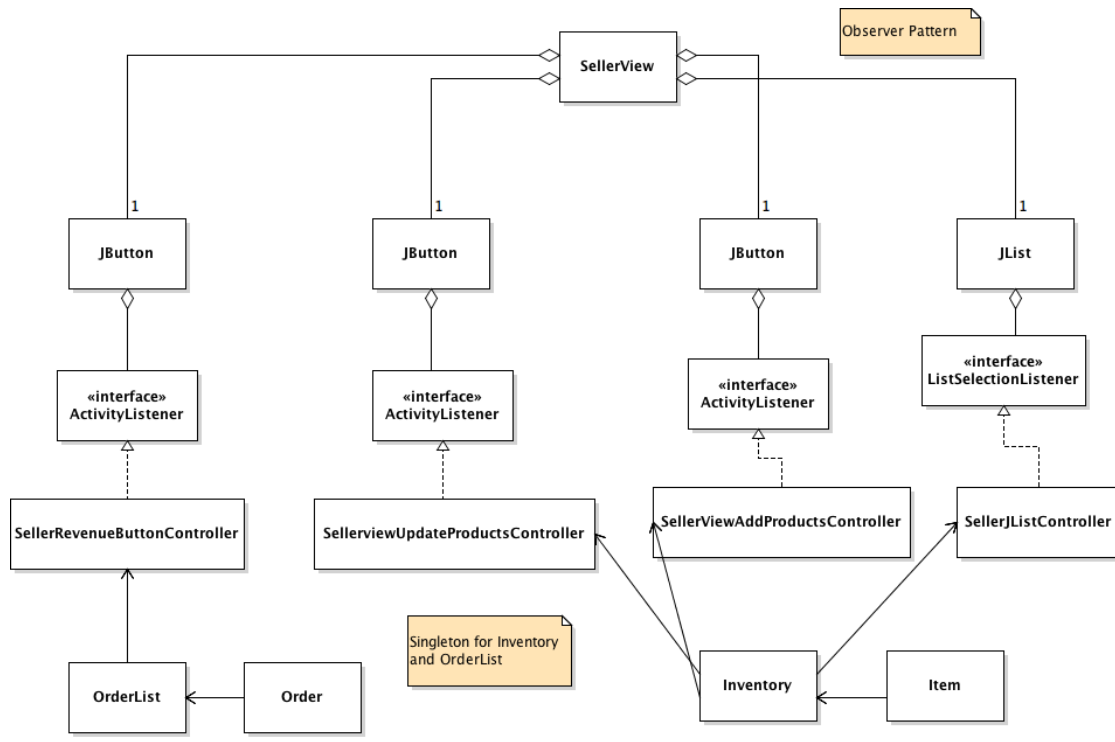 Observer Pattern
SellerView
1
1
1
1
JButton
JButton
JButton
JList
«interface»
ActivityListener
«interface»
ActivityListener
«interface»
ActivityListener
«interface»
ListSelectionListener
SellerRevenueButtonController
SellerviewUpdateProductsController
SellerViewAddProductsController
SellerJListController
Singleton for Inventory
and OrderList
OrderList
Order
Inventory
Item